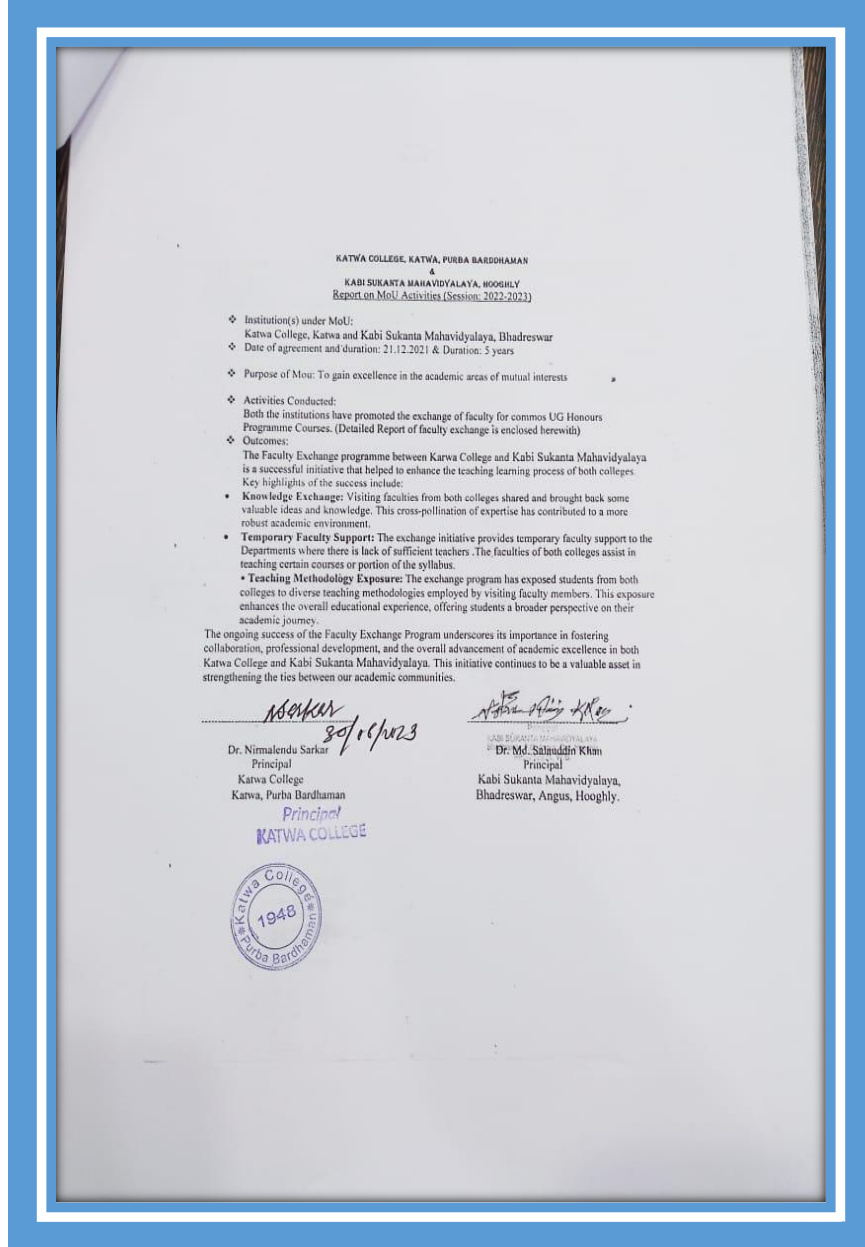 KATWA COLLEGE, KATWA, PURBA BARDDHAMAN
&
KABI SUKANTA MAHAVIDYALAYA, HOOGHLY
Report on MoU Activities (Session: 2022-2023)
❖ Institution(s) under MoU:
Katwa College, Katwa and Kabi Sukanta Mahavidyalaya, Bhadreswar
❖ Date of agreement and duration: 21.12.2021 & Duration: 5 years
❖ Purpose of Mou: To gain excellence in the academic areas of mutual interests
❖ Activities Conducted:
Both the institutions have promoted the exchange of faculty for commos UG Honours
Programme Courses. (Detailed Report of faculty exchange is enclosed herewith)
❖ Outcomes:
The Faculty Exchange programme between Karwa College and Kabi Sukanta Mahavidyalaya
is a successful initiative that helped to enhance the teaching learning process of both colleges.
Key highlights of the success include:
• Knowledge Exchange: Visiting faculties from both colleges shared and brought back some
valuable ideas and knowledge. This cross-pollination of expertise has contributed to a more
robust academic environment.
• Temporary Faculty Support: The exchange initiative provides temporary faculty support to the
Departments where there is lack of sufficient teachers .The faculties of both colleges assist in
teaching certain courses or portion of the syllabus.
• Teaching Methodology Exposure: The exchange program has exposed students from both
colleges to diverse teaching methodologies employed by visiting faculty members. This exposure
enhances the overall educational experience, offering students a broader perspective on their
academic journey.
The ongoing success of the Faculty Exchange Program underscores its importance in fostering
collaboration, professional development, and the overall advancement of academic excellence in both
Katwa College and Kabi Sukanta Mahavidyalaya. This initiative continues to be a valuable asset in
strengthening the ties between our academic communities.
NSarkar
30/06/2023
Dr. Nirmalendu Sarkar
Principal
Katwa College
Katwa, Purba Bardhaman
Principal
KATWA COLLEGE
Katwa College
1948
Purba Bardhaman
Principal
KABI SUKANTA MAHAVIDYALAYA
Dr. Md. Salauddin Khan
Principal
Kabi Sukanta Mahavidyalaya,
Bhadreswar, Angus, Hooghly.